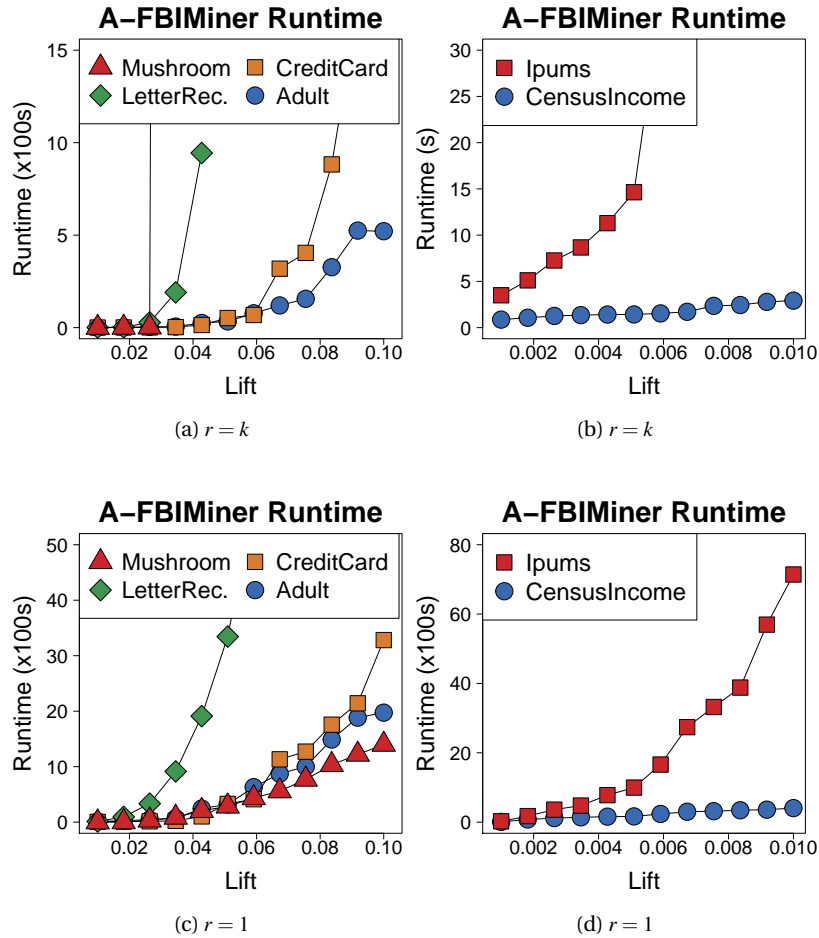 A−FBIMiner Runtime
A−FBIMiner Runtime
Runtime (x100s)
15
10
5
0
Mushroom
CreditCard
LetterRec.
Adult
0.02
0.04
0.06
0.08
0.10
Lift
(a) r = k
Runtime (s)
30
25
20
15
10
5
0
Ipums
CensusIncome
0.002
0.004
0.006
0.008
0.010
Lift
(b) r = k
A−FBIMiner Runtime
A−FBIMiner Runtime
Runtime (x100s)
50
40
30
20
10
0
Mushroom
CreditCard
LetterRec.
Adult
0.02
0.04
0.06
0.08
0.10
Lift
(c) r = 1
Runtime (x100s)
80
60
40
20
0
Ipums
CensusIncome
0.002
0.004
0.006
0.008
0.010
Lift
(d) r = 1